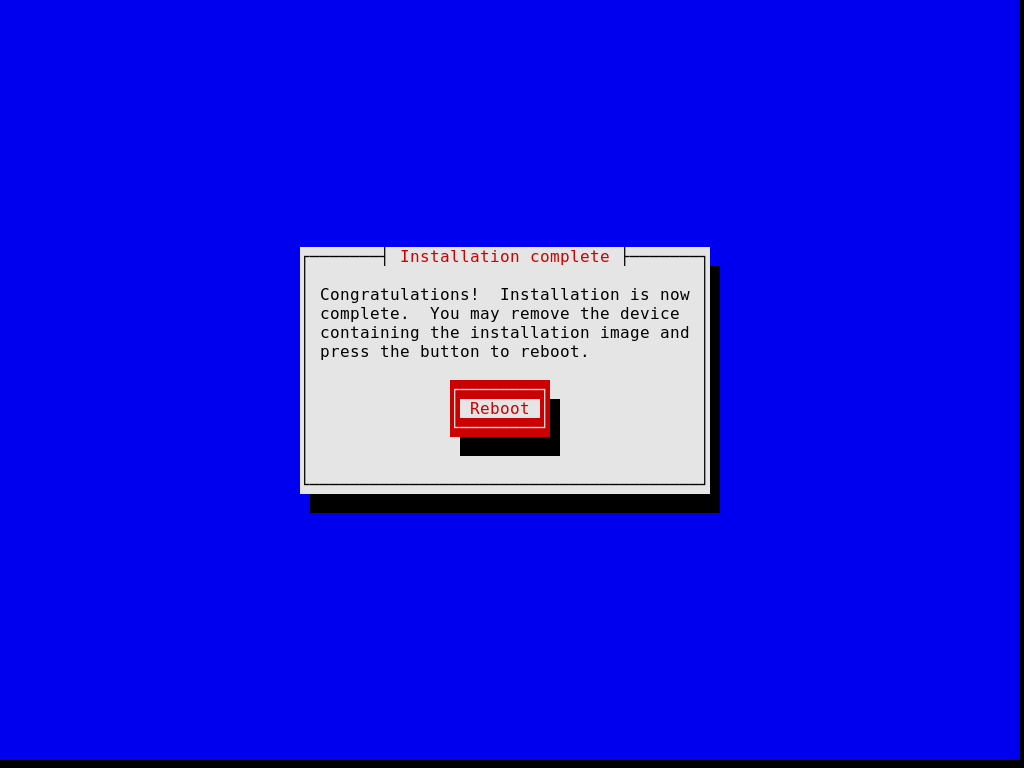 Installation complete
Congratulations!  Installation is now
complete.  You may remove the device
containing the installation image and
press the button to reboot.
Reboot